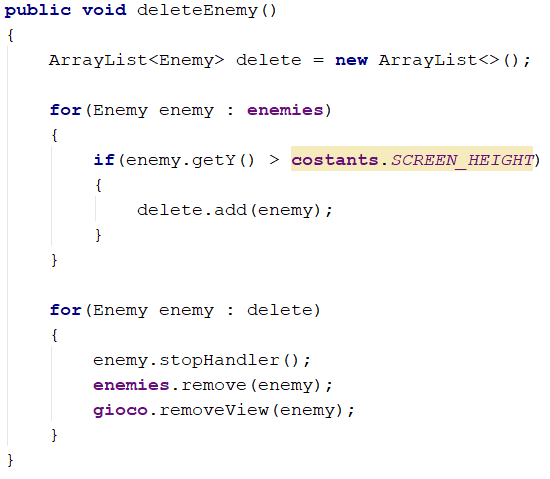 public void deleteEnemy()
{
    ArrayList<Enemy> delete = new ArrayList<>();

    for(Enemy enemy : enemies)
    {
        if(enemy.getY() > costants.SCREEN_HEIGHT)
        {
            delete.add(enemy);
        }
    }

    for(Enemy enemy : delete)
    {
        enemy.stopHandler();
        enemies.remove(enemy);
        gioco.removeView(enemy);
    }
}